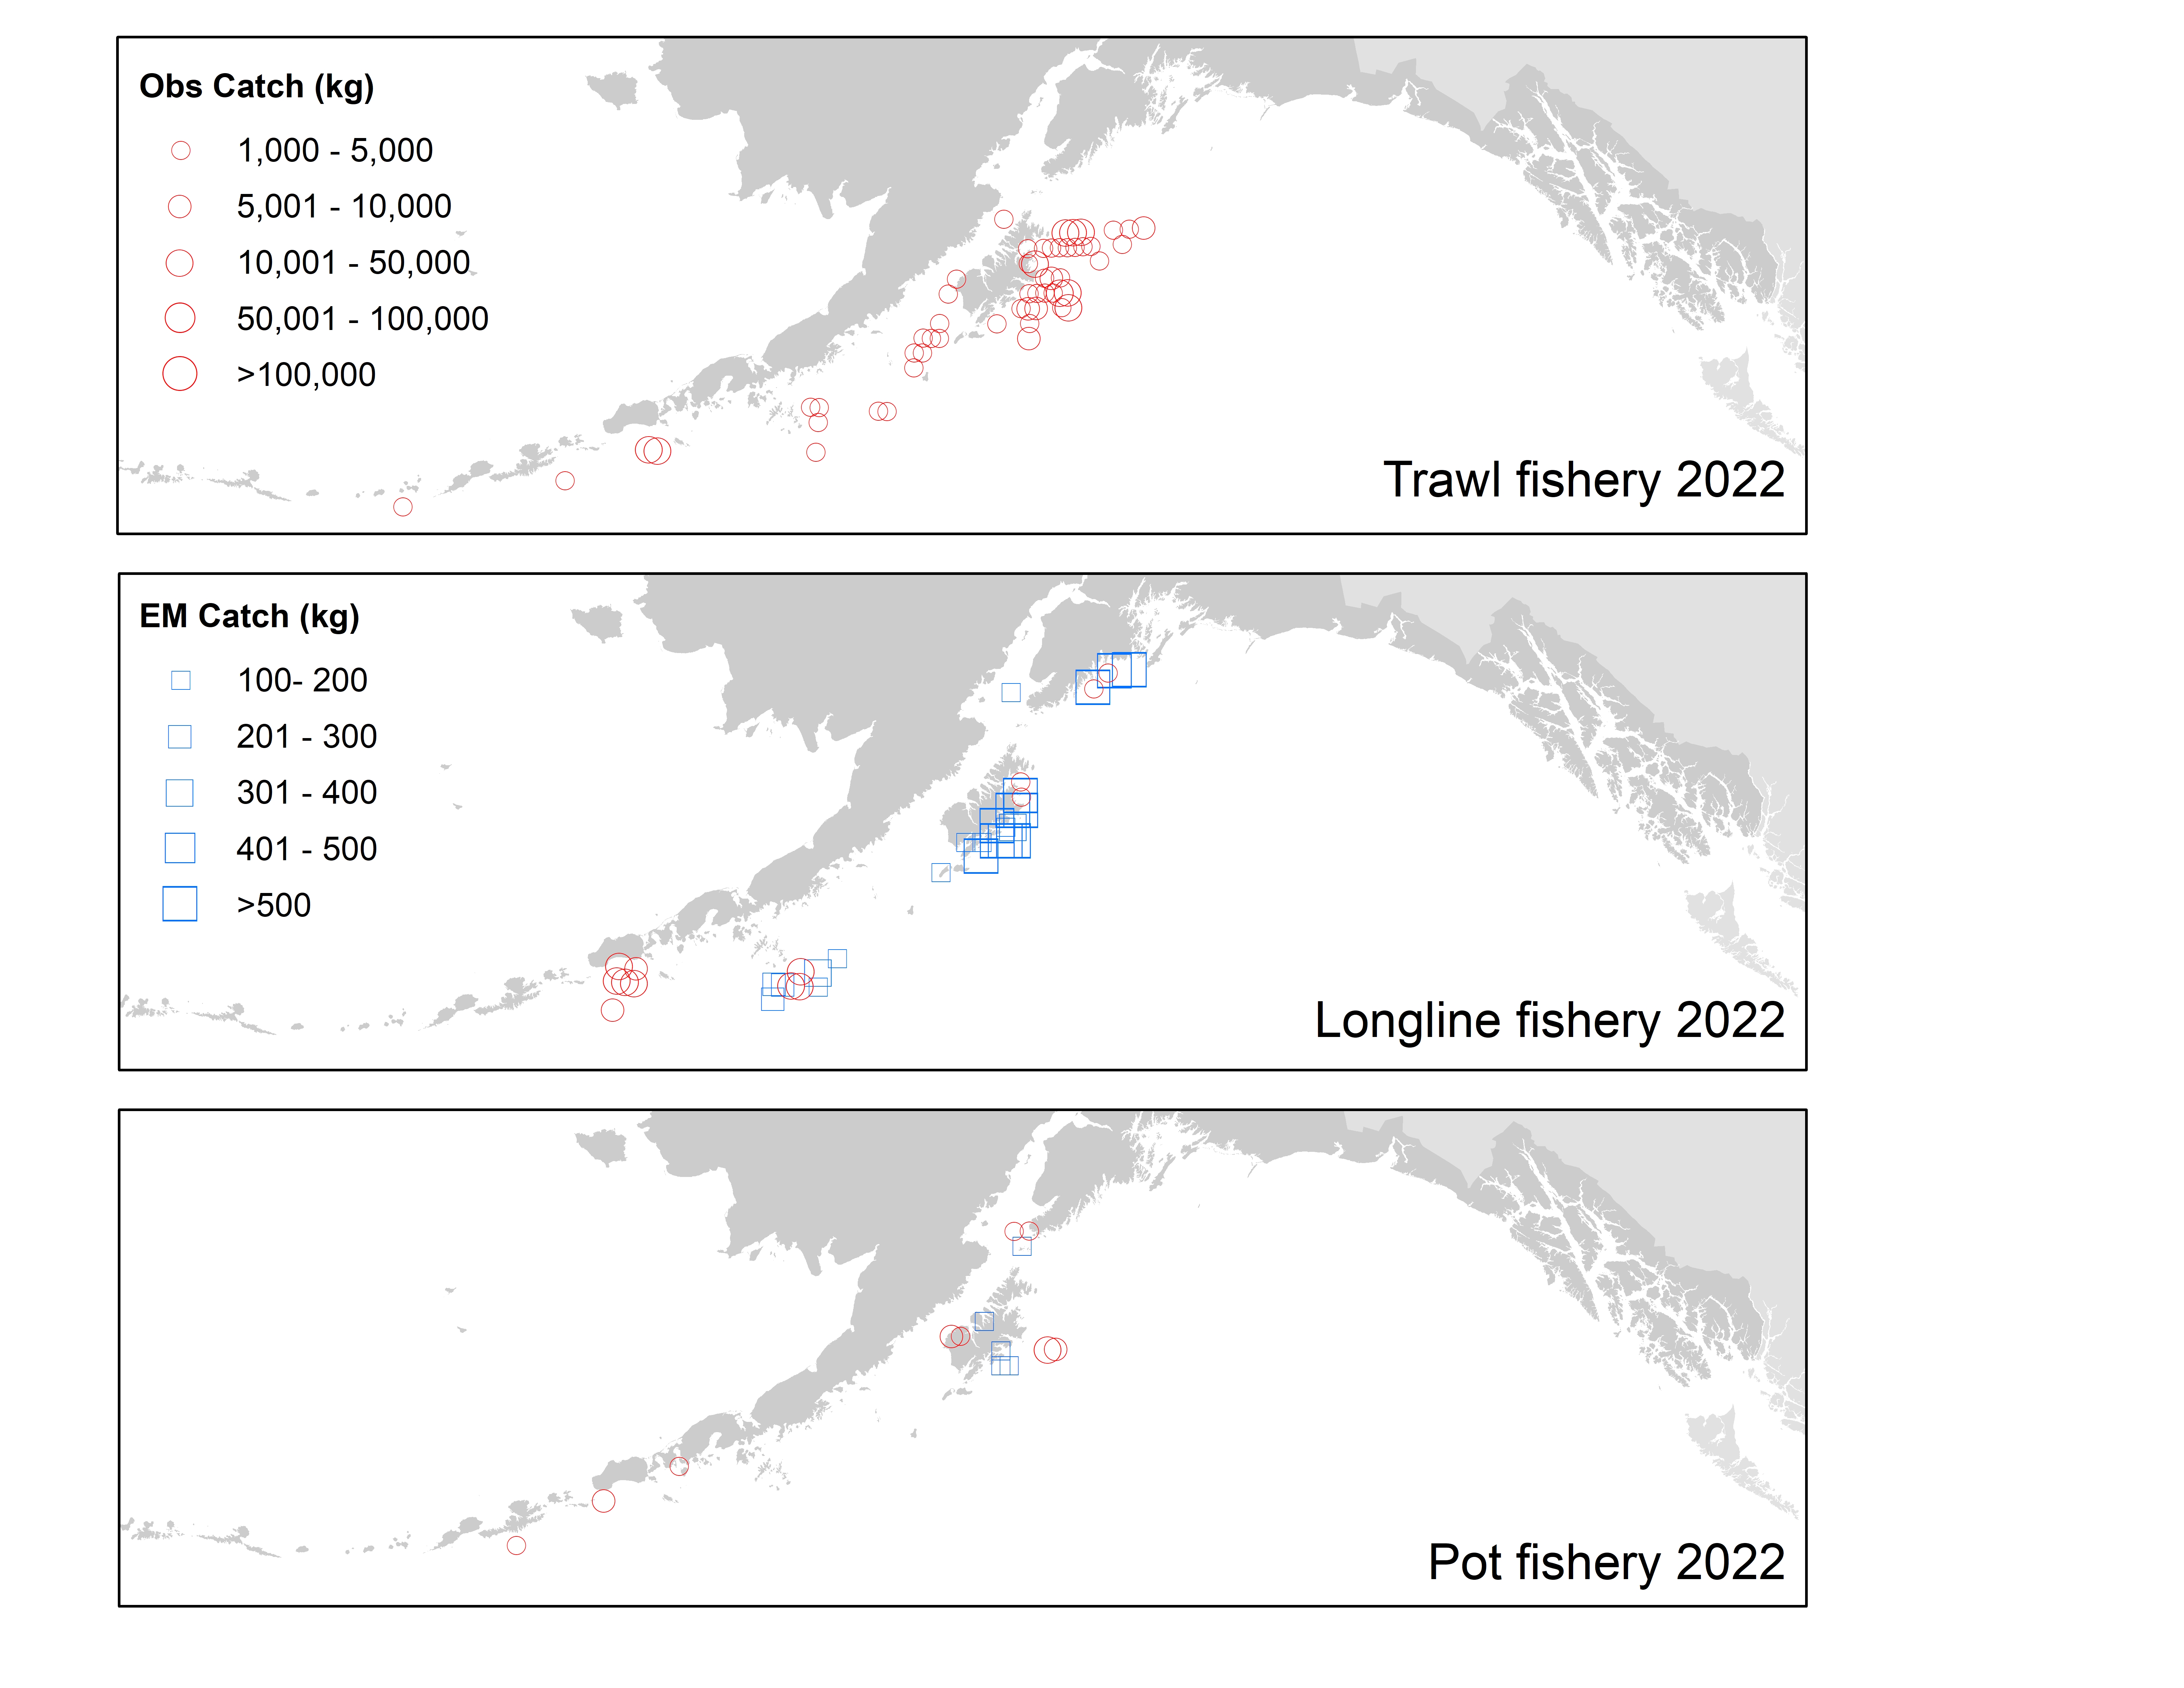 Obs Catch (kg)
1,000 - 5,000
5,001 - 10,000
10,001 - 50,000
50,001 - 100,000
>100,000
Trawl fishery 2022
EM Catch (kg)
100- 200
201 - 300
301 - 400
401 - 500
>500
Longline fishery 2022
Pot fishery 2022